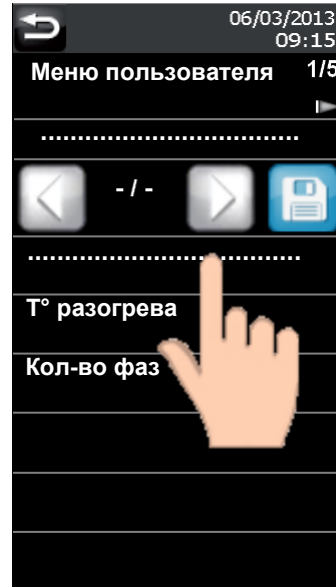 06/03/2013
09:15
Меню пользователя 1/5
..................................
- / -
..................................
T° разогрева
Кол-во фаз